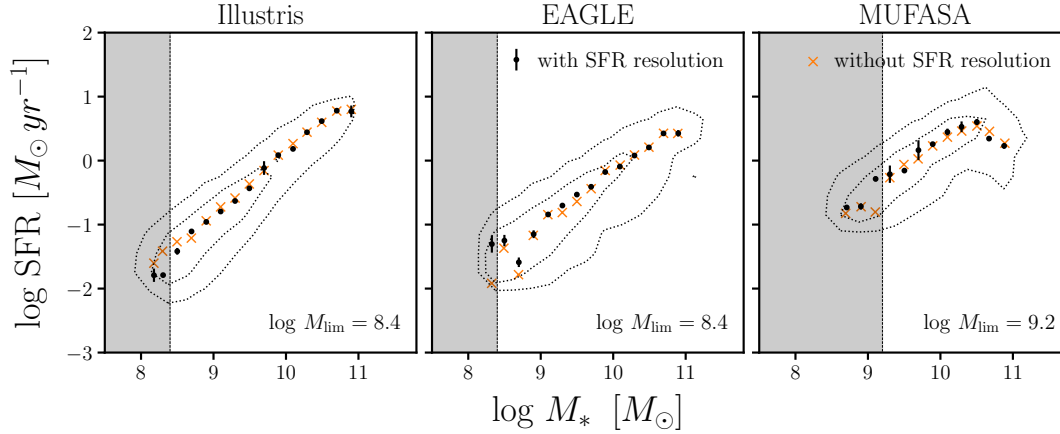 Illustris EAGLE MUFASA
with SFR resolution
× without SFR resolution
log SFR [M⊙ yr⁻¹]
2
1
0
−1
−2
−3
log M_lim = 8.4
log M_lim = 8.4
log M_lim = 9.2
8 9 10 11 8 9 10 11 8 9 10 11
log M_* [M⊙]